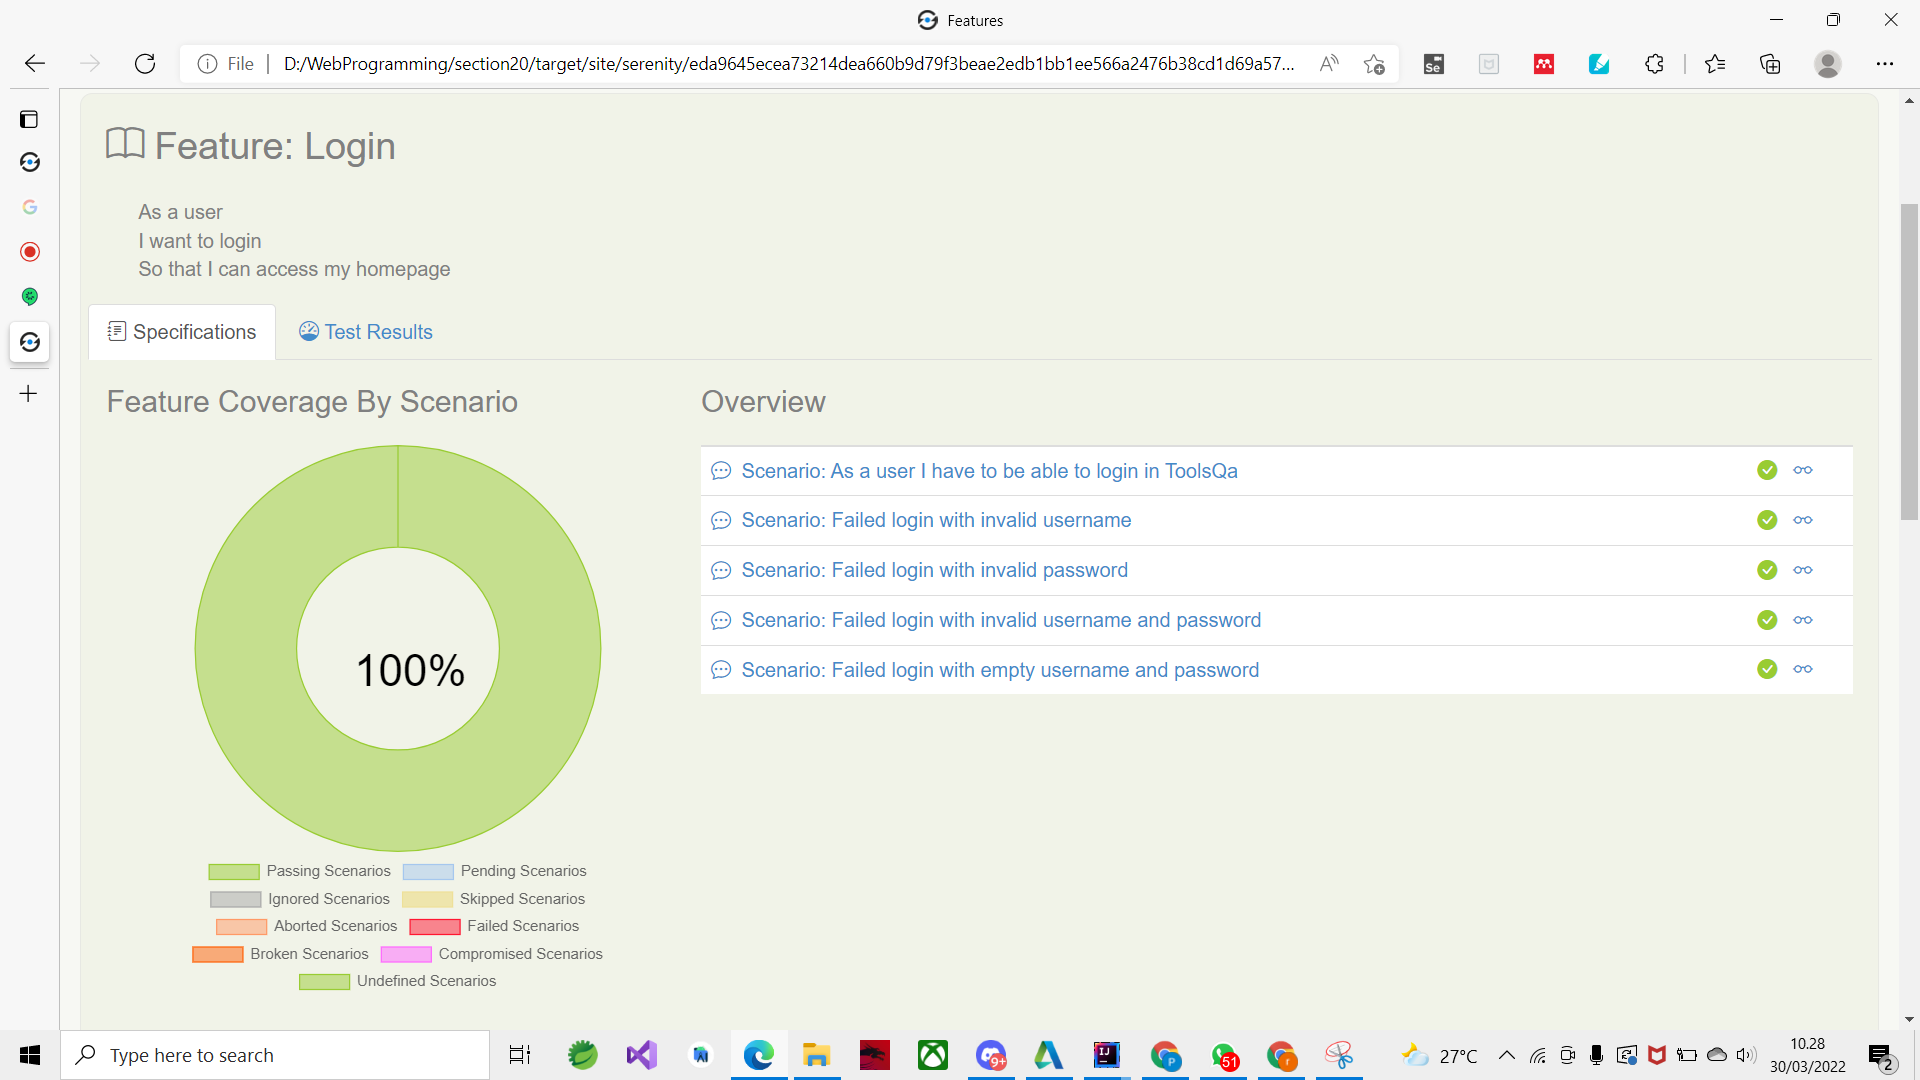 Features
File
D:/WebProgramming/section20/target/site/serenity/eda9645ecea73214dea660b9d79f3beae2edb1bb1ee566a2476b38cd1d69a57...
Se
Feature: Login
As a user
I want to login
So that I can access my homepage
Specifications
Test Results
Feature Coverage By Scenario
Overview
Scenario: As a user I have to be able to login in ToolsQa
Scenario: Failed login with invalid username
Scenario: Failed login with invalid password
Scenario: Failed login with invalid username and password
Scenario: Failed login with empty username and password
100%
Passing Scenarios
Pending Scenarios
Ignored Scenarios
Skipped Scenarios
Aborted Scenarios
Failed Scenarios
Broken Scenarios
Compromised Scenarios
Undefined Scenarios
Type here to search
9+
IJ
P
51
r
27°C
10.28
30/03/2022
2